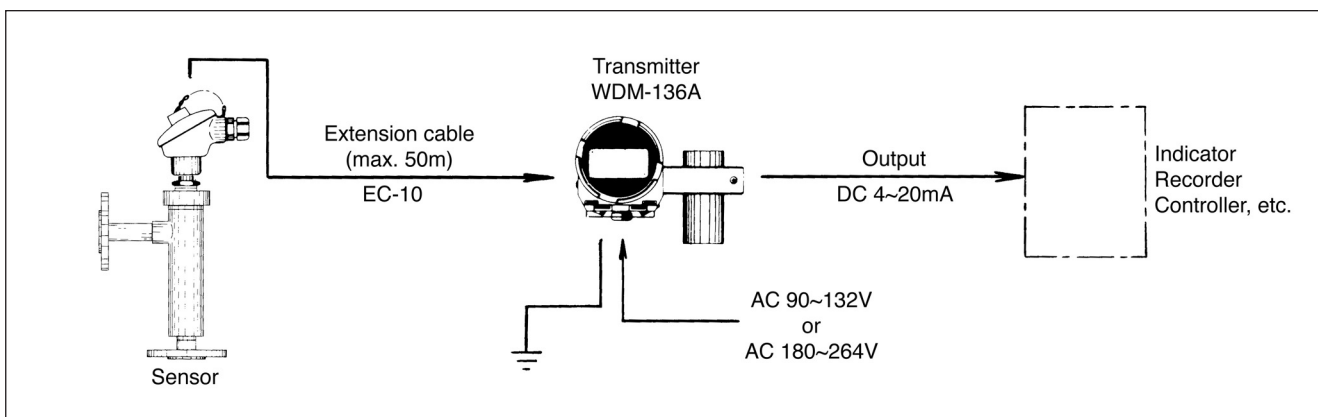 Transmitter
WDM-136A
Extension cable
(max. 50m)
EC-10
Output
DC 4~20mA
Indicator
Recorder
Controller, etc.
AC 90~132V
or
AC 180~264V
Sensor